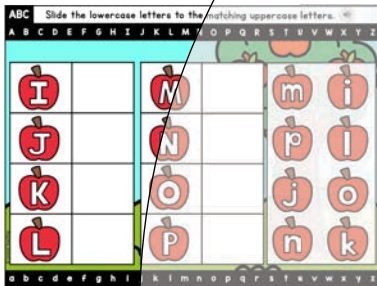 ABC Slide the lowercase letters to the matching uppercase letters.
A B C D E F G H I J K L M N O P Q R S T U V W X Y Z
I M m i
J N p l
K O j o
L P n k
a b c d e f g h i j k l m n o p q r s t u v w x y z